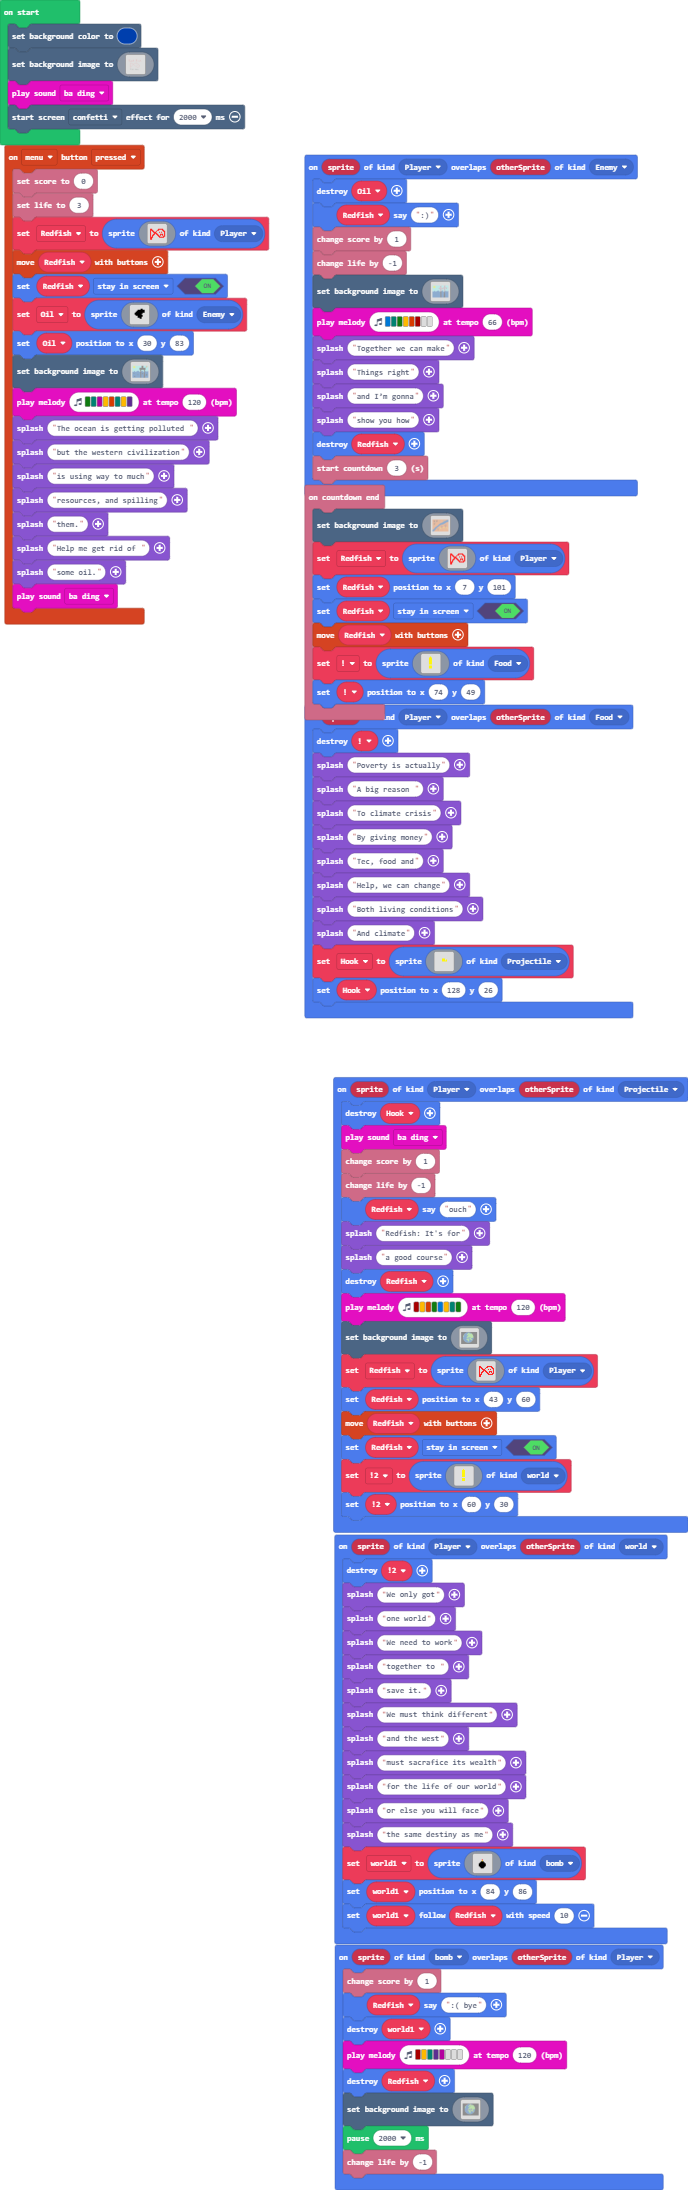 on start
set background color to
set background image to
play sound ba ding
start screen confetti effect for 2000 ms
on menu button pressed
set score to 0
set life to 3
set Redfish to sprite of kind Player
move Redfish with buttons
set Redfish stay in screen ON
set Oil to sprite of kind Enemy
set Oil position to x 30 y 83
set background image to
play melody at tempo 120 (bpm)
splash "The ocean is getting polluted "
splash "but the western civilization"
splash "is using way to much"
splash "resources, and spilling"
splash "them."
splash "Help me get rid of "
splash "some oil."
play sound ba ding
on sprite of kind Player overlaps otherSprite of kind Enemy
destroy Oil
Redfish say ":)"
change score by 1
change life by -1
set background image to
play melody at tempo 66 (bpm)
splash "Together we can make"
splash "Things right"
splash "and I'm gonna"
splash "show you how"
destroy Redfish
start countdown 3 (s)
on countdown end
set background image to
set Redfish to sprite of kind Player
set Redfish position to x 7 y 101
set Redfish stay in screen ON
move Redfish with buttons
set ! to sprite of kind Food
set ! position to x 74 y 49
kind Player overlaps otherSprite of kind Food
destroy !
splash "Poverty is actually"
splash "A big reason "
splash "To climate crisis"
splash "By giving money"
splash "Tec, food and"
splash "Help, we can change"
splash "Both living conditions"
splash "And climate"
set Hook to sprite of kind Projectile
set Hook position to x 128 y 26
on sprite of kind Player overlaps otherSprite of kind Projectile
destroy Hook
play sound ba ding
change score by 1
change life by -1
Redfish say "ouch"
splash "Redfish: It's for"
splash "a good course"
destroy Redfish
play melody at tempo 120 (bpm)
set background image to
set Redfish to sprite of kind Player
set Redfish position to x 43 y 60
move Redfish with buttons
set Redfish stay in screen ON
set !2 to sprite of kind world
set !2 position to x 60 y 30
on sprite of kind Player overlaps otherSprite of kind world
destroy !2
splash "We only got"
splash "one world"
splash "We need to work"
splash "together to "
splash "save it."
splash "We must think different"
splash "and the west"
splash "must sacrafice its wealth"
splash "for the life of our world"
splash "or else you will face"
splash "the same destiny as me"
set world1 to sprite of kind bomb
set world1 position to x 84 y 86
set world1 follow Redfish with speed 10
on sprite of kind bomb overlaps otherSprite of kind Player
change score by 1
Redfish say ":( bye"
destroy world1
play melody at tempo 120 (bpm)
destroy Redfish
set background image to
pause 2000 ms
change life by -1